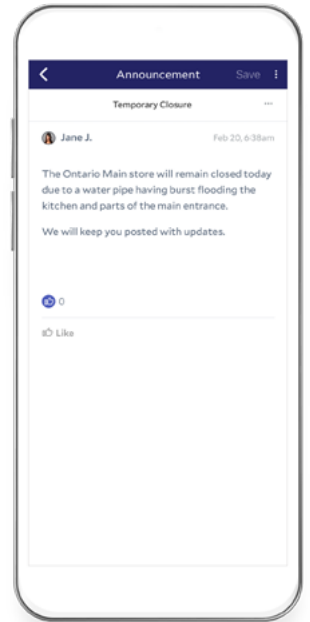 Announcement Save
Temporary Closure
Jane J. Feb 20, 6:38am
The Ontario Main store will remain closed today
due to a water pipe having burst flooding the
kitchen and parts of the main entrance.
We will keep you posted with updates.
0
Like